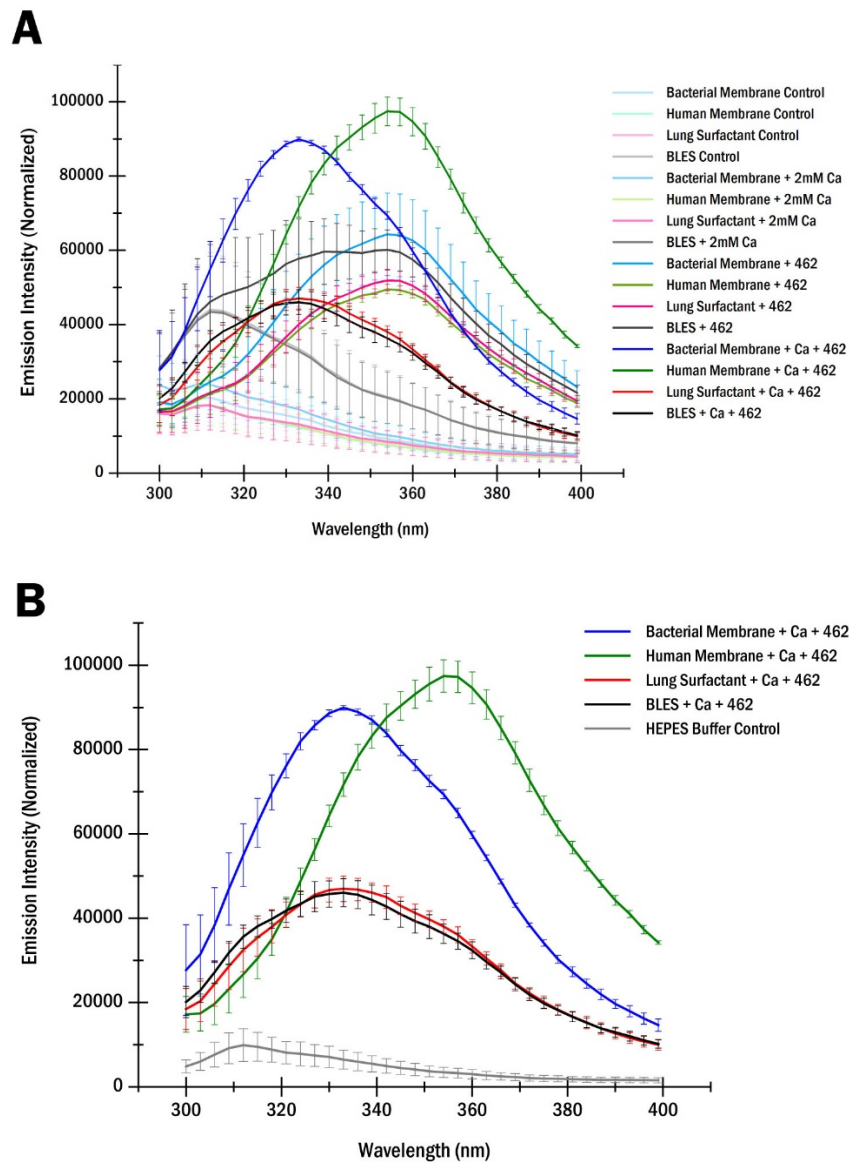 A
Emission Intensity (Normalized)
100000
80000
60000
40000
20000
0
300
320
340
360
380
400
Wavelength (nm)
Bacterial Membrane Control
Human Membrane Control
Lung Surfactant Control
BLES Control
Bacterial Membrane + 2mM Ca
Human Membrane + 2mM Ca
Lung Surfactant + 2mM Ca
BLES + 2mM Ca
Bacterial Membrane + 462
Human Membrane + 462
Lung Surfactant + 462
BLES + 462
Bacterial Membrane + Ca + 462
Human Membrane + Ca + 462
Lung Surfactant + Ca + 462
BLES + Ca + 462
B
Emission Intensity (Normalized)
100000
80000
60000
40000
20000
0
300
320
340
360
380
400
Wavelength (nm)
Bacterial Membrane + Ca + 462
Human Membrane + Ca + 462
Lung Surfactant + Ca + 462
BLES + Ca + 462
HEPES Buffer Control